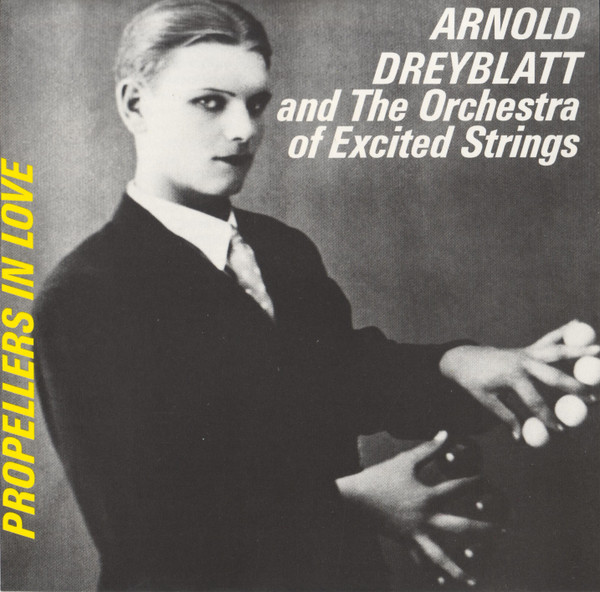 ARNOLD
DREYBLATT
and The Orchestra
of Excited Strings
PROPELLERS IN LOVE